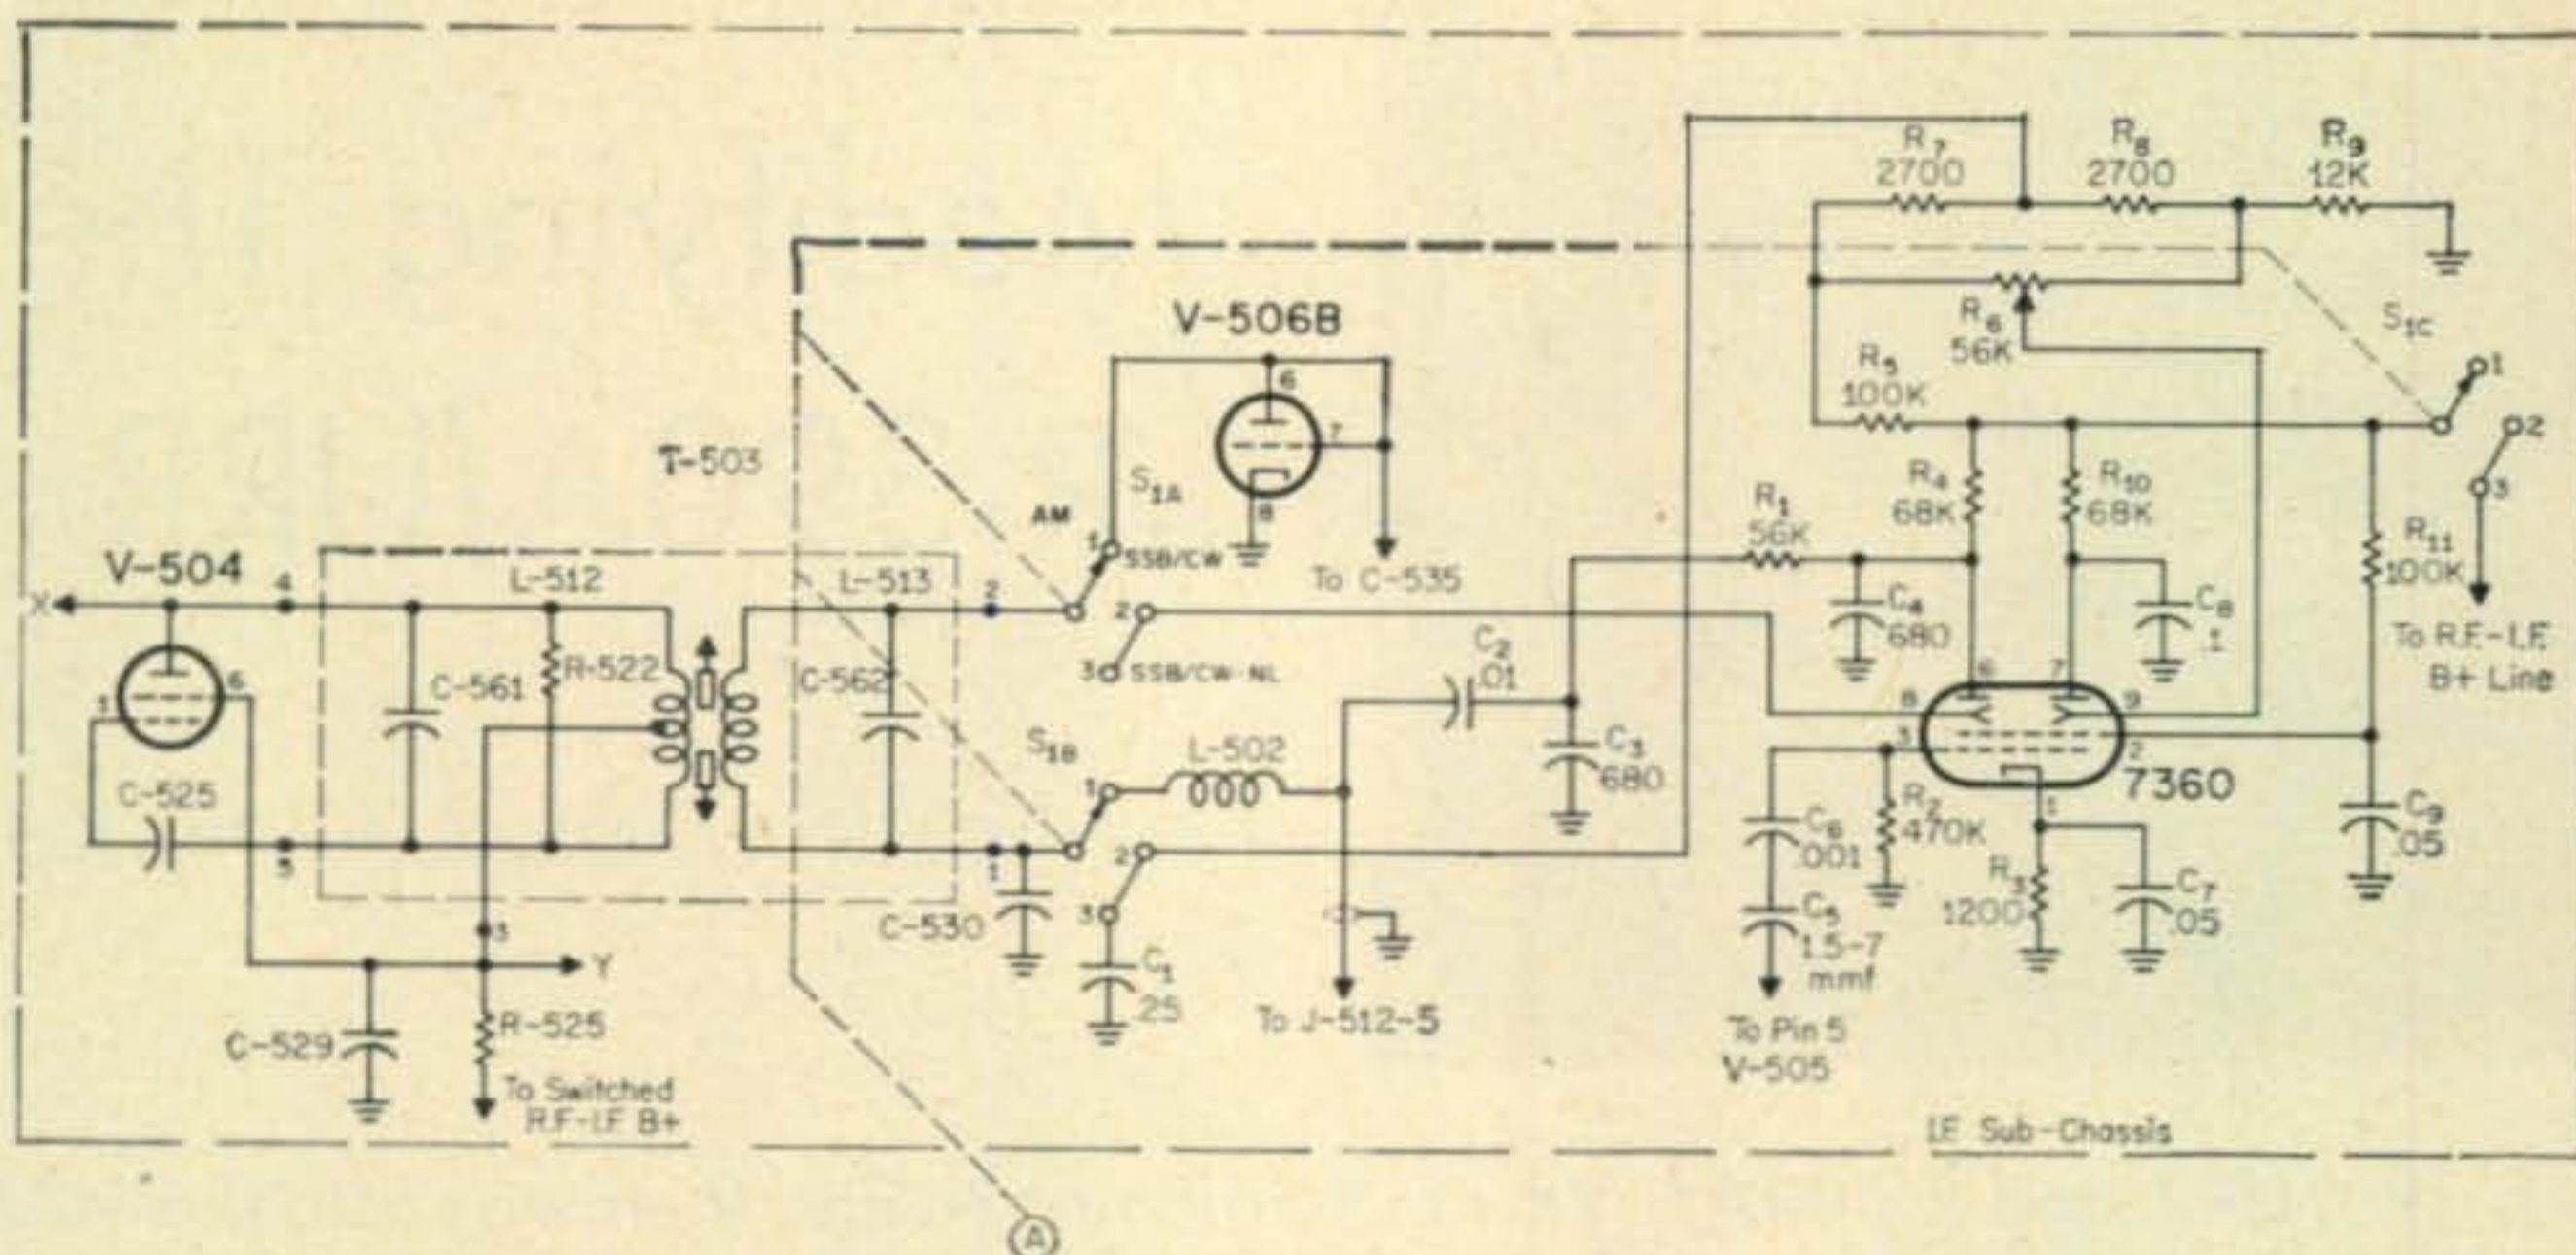 R7
2700
R8
2700
R9
12K
V-506B
6
7
8
R6
56K
S1C
1
2
3
R5
100K
T-503
S1A
AM
1
SSB/CW
2
3
SSB/CW-NL
To C-535
R1
56K
R4
68K
R10
68K
R11
100K
V-504
X
4
L-512
L-513
2
C4
680
C8
.1
To R.F.-I.F.
B+ Line
1
6
C-561
R-522
C-562
C2
.01
6
7
8
9
3
2
1
7360
S1B
L-502
1
2
3
C3
680
C-525
5
1
C6
.001
R2
470K
C9
.05
R3
1200
C7
.05
C-530
C5
1.5-7
mmf
3
Y
C1
.25
C-529
R-525
To J-512-5
To Pin 5
V-505
To Switched
R.F-I.F B+
I.F. Sub-Chassis
A